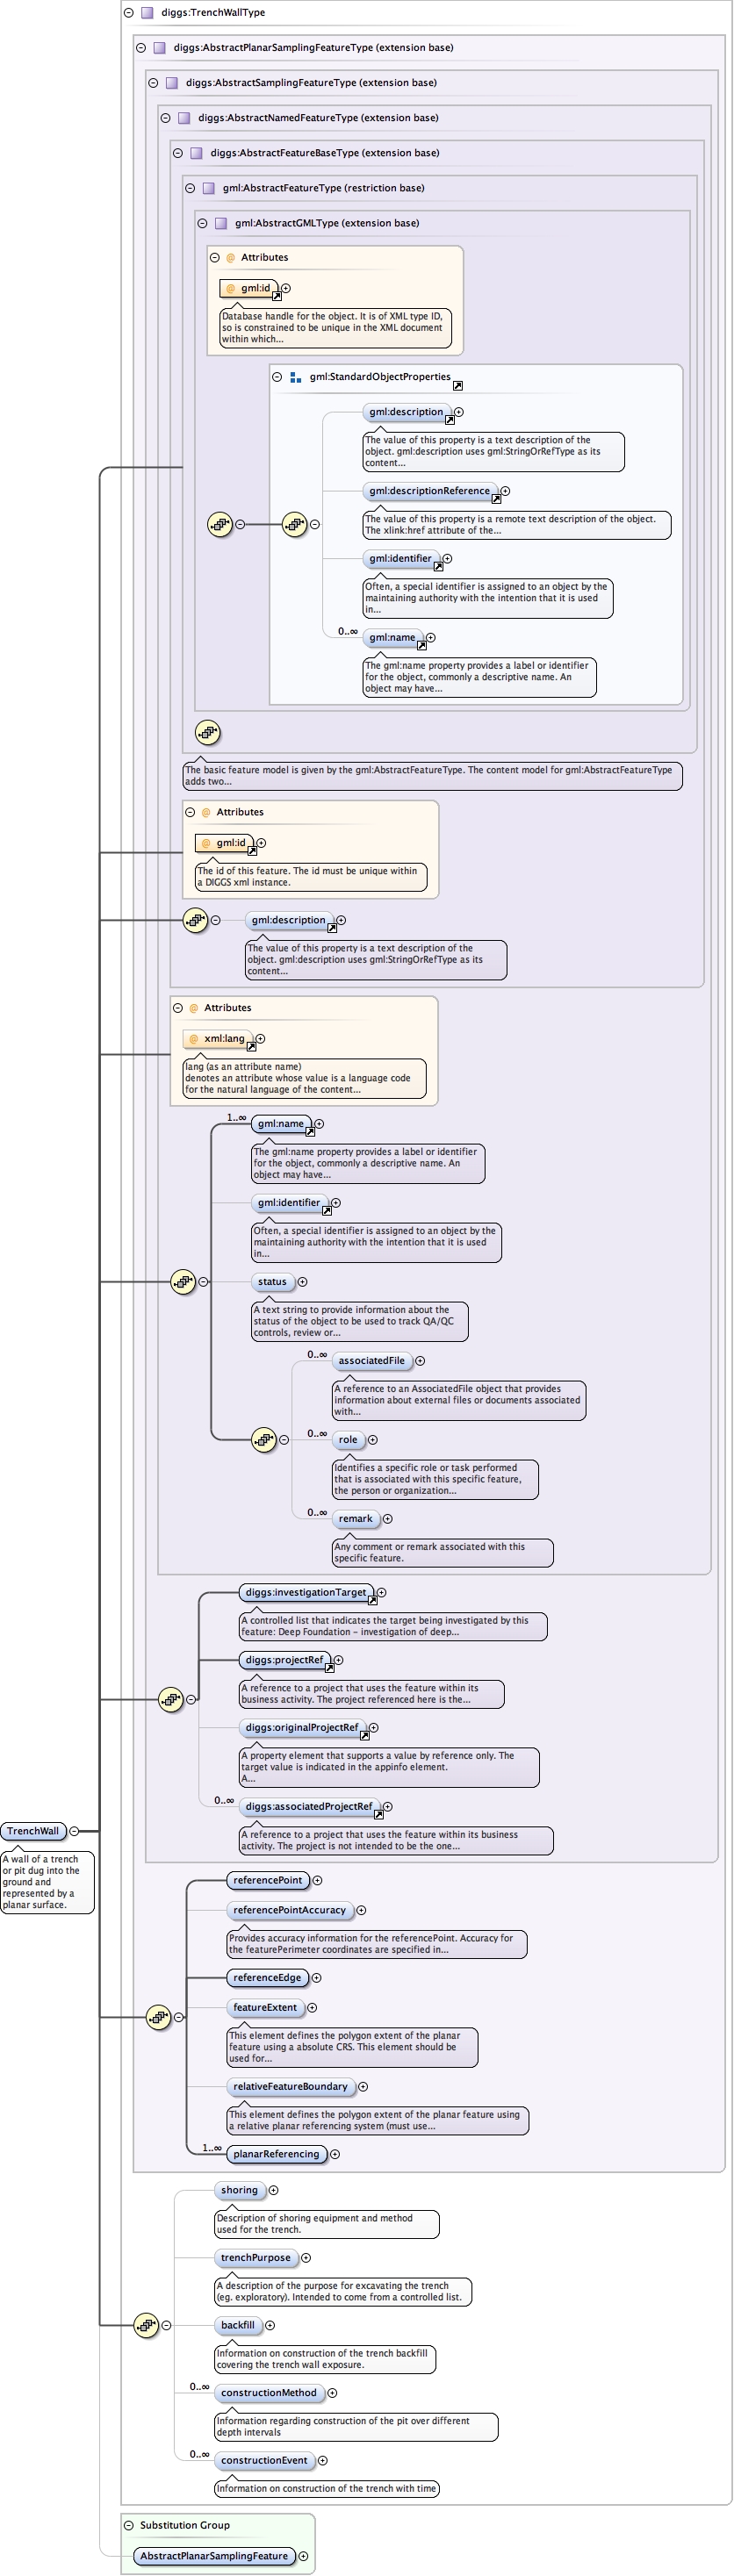 diggs:TrenchWallType
diggs:AbstractPlanarSamplingFeatureType (extension base)
diggs:AbstractSamplingFeatureType (extension base)
diggs:AbstractNamedFeatureType (extension base)
diggs:AbstractFeatureBaseType (extension base)
gml:AbstractFeatureType (restriction base)
gml:AbstractGMLType (extension base)
@ Attributes
@ gml:id
Database handle for the object. It is of XML type ID,
so is constrained to be unique in the XML document
within which...
gml:StandardObjectProperties
gml:description
The value of this property is a text description of the
object. gml:description uses gml:StringOrRefType as its
content...
gml:descriptionReference
The value of this property is a remote text description of the object.
The xlink:href attribute of the...
gml:identifier
Often, a special identifier is assigned to an object by the
maintaining authority with the intention that it is used
in...
0..∞
gml:name
The gml:name property provides a label or identifier
for the object, commonly a descriptive name. An
object may have...
The basic feature model is given by the gml:AbstractFeatureType. The content model for gml:AbstractFeatureType
adds two...
@ Attributes
@ gml:id
The id of this feature. The id must be unique within
a DIGGS xml instance.
gml:description
The value of this property is a text description of the
object. gml:description uses gml:StringOrRefType as its
content...
@ Attributes
@ xml:lang
lang (as an attribute name)
denotes an attribute whose value is a language code
for the natural language of the content...
1..∞
gml:name
The gml:name property provides a label or identifier
for the object, commonly a descriptive name. An
object may have...
gml:identifier
Often, a special identifier is assigned to an object by the
maintaining authority with the intention that it is used
in...
status
A text string to provide information about the
status of the object to be used to track QA/QC
controls, review or...
0..∞
associatedFile
A reference to an AssociatedFile object that provides
information about external files or documents associated
with...
0..∞
role
Identifies a specific role or task performed
that is associated with this specific feature,
the person or organization...
0..∞
remark
Any comment or remark associated with this
specific feature.
diggs:investigationTarget
A controlled list that indicates the target being investigated by this
feature: Deep Foundation - investigation of deep...
diggs:projectRef
A reference to a project that uses the feature within its
business activity. The project referenced here is the...
diggs:originalProjectRef
A property element that supports a value by reference only. The
target value is indicated in the appinfo element.
A...
0..∞
diggs:associatedProjectRef
A reference to a project that uses the feature within its business
activity. The project is not intended to be the one...
TrenchWall
A wall of a trench
or pit dug into the
ground and
represented by a
planar surface.
referencePoint
referencePointAccuracy
Provides accuracy information for the referencePoint. Accuracy for
the featurePerimeter coordinates are specified in...
referenceEdge
featureExtent
This element defines the polygon extent of the planar
feature using a absolute CRS. This element should be
used for...
relativeFeatureBoundary
This element defines the polygon extent of the planar feature using
a relative planar referencing system (must use...
1..∞
planarReferencing
shoring
Description of shoring equipment and method
used for the trench.
trenchPurpose
A description of the purpose for excavating the trench
(eg. exploratory). Intended to come from a controlled list.
backfill
Information on construction of the trench backfill
covering the trench wall exposure.
0..∞
constructionMethod
Information regarding construction of the pit over different
depth intervals
0..∞
constructionEvent
Information on construction of the trench with time
Substitution Group
AbstractPlanarSamplingFeature